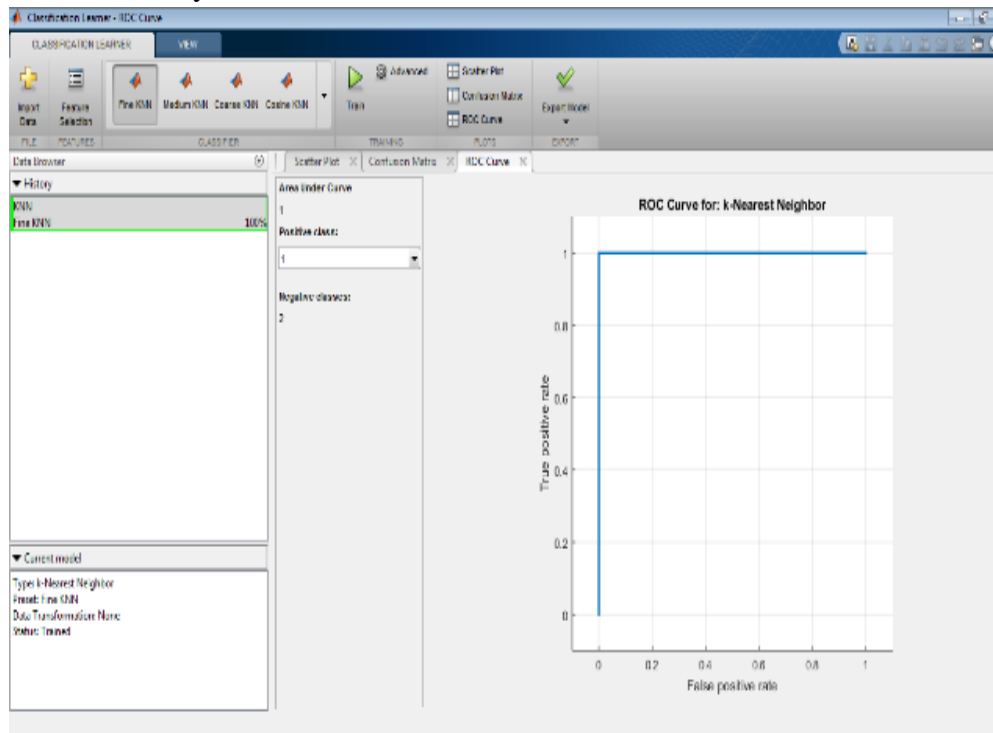 Classification Learner - ROC Curve
CLASSIFICATION LEARNER VIEW
Import Data
Feature Selection
Fine KNN Medium KNN Coarse KNN Cosine KNN
Train
Advanced
Scatter Plot
Confusion Matrix
ROC Curve
Export Model
FILE FEATURES CLASSIFIER TRAINING PLOTS EXPORT
Data Browser
Scatter Plot Confusion Matrix ROC Curve
History
KNN
Fine KNN 100%
Current model
Type: k-Nearest Neighbor
Preset: Fine KNN
Data Transformation: None
Status: Trained
Area Under Curve
1
Positive class:
1
Negative classes:
2
ROC Curve for: k-Nearest Neighbor
1
0.8
0.6
0.4
0.2
0
True positive rate
0 0.2 0.4 0.6 0.8 1
False positive rate